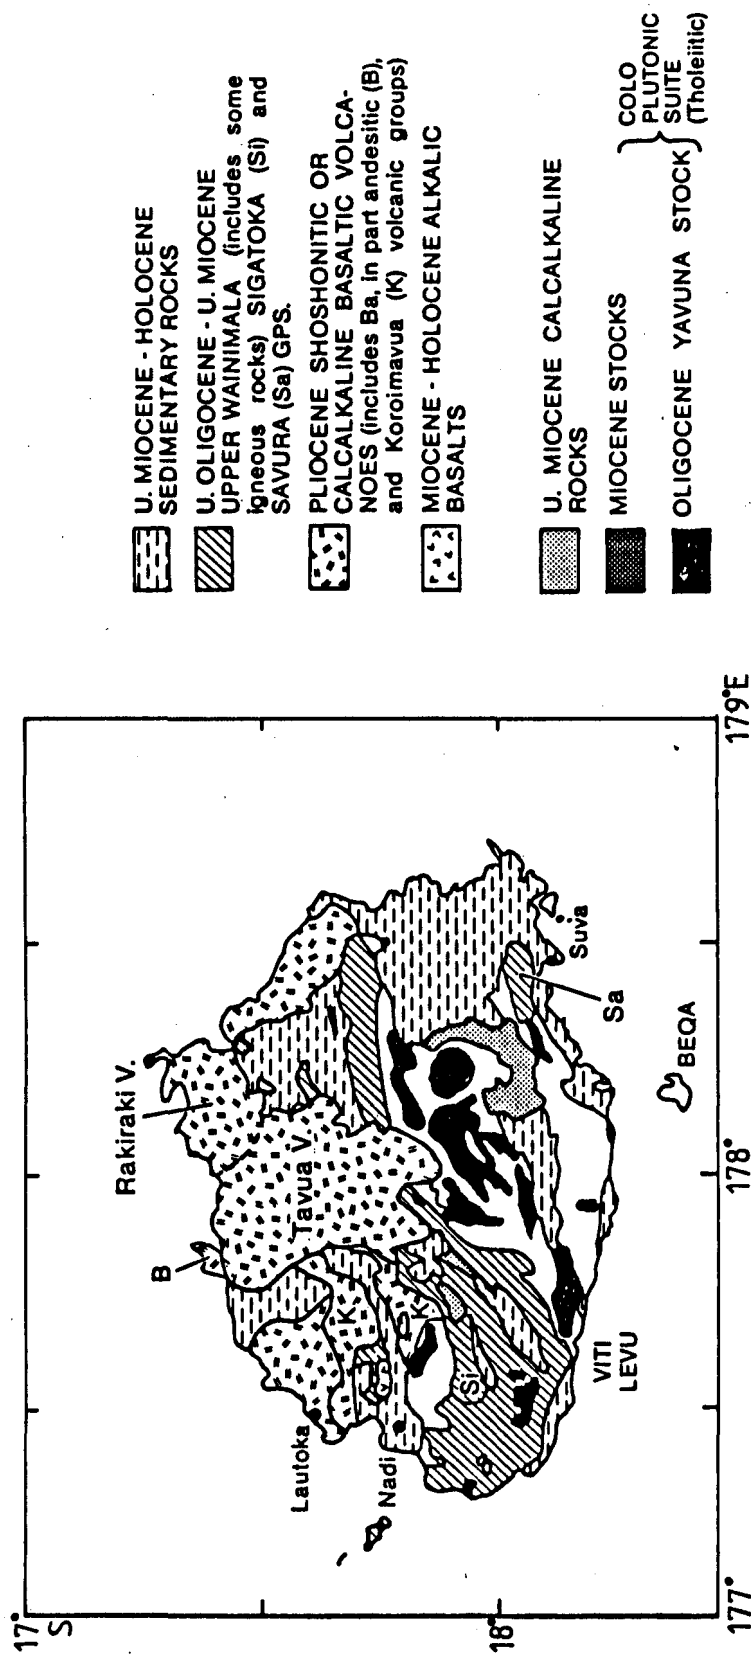 17°
S
18°
177°
178°
179°E
Rakiraki V.
Tavua V.
B
K
K
Lautoka
Nadi
Si
VITI
LEVU
Sa
Suva
BEQA
U. MIOCENE - HOLOCENE
SEDIMENTARY ROCKS
U. OLIGOCENE - U. MIOCENE
UPPER WAINIMALA (includes some
igneous rocks) SIGATOKA (Si) and
SAVURA (Sa) GPS.
PLIOCENE SHOSHONITIC OR
CALCALKALINE BASALTIC VOLCA-
NOES (includes Ba, in part andesitic (B),
and Koroimavua (K) volcanic groups)
MIOCENE - HOLOCENE ALKALIC
BASALTS
U. MIOCENE CALCALKALINE
ROCKS
MIOCENE STOCKS
OLIGOCENE YAVUNA STOCK
COLO
PLUTONIC
SUITE
(Tholeiitic)